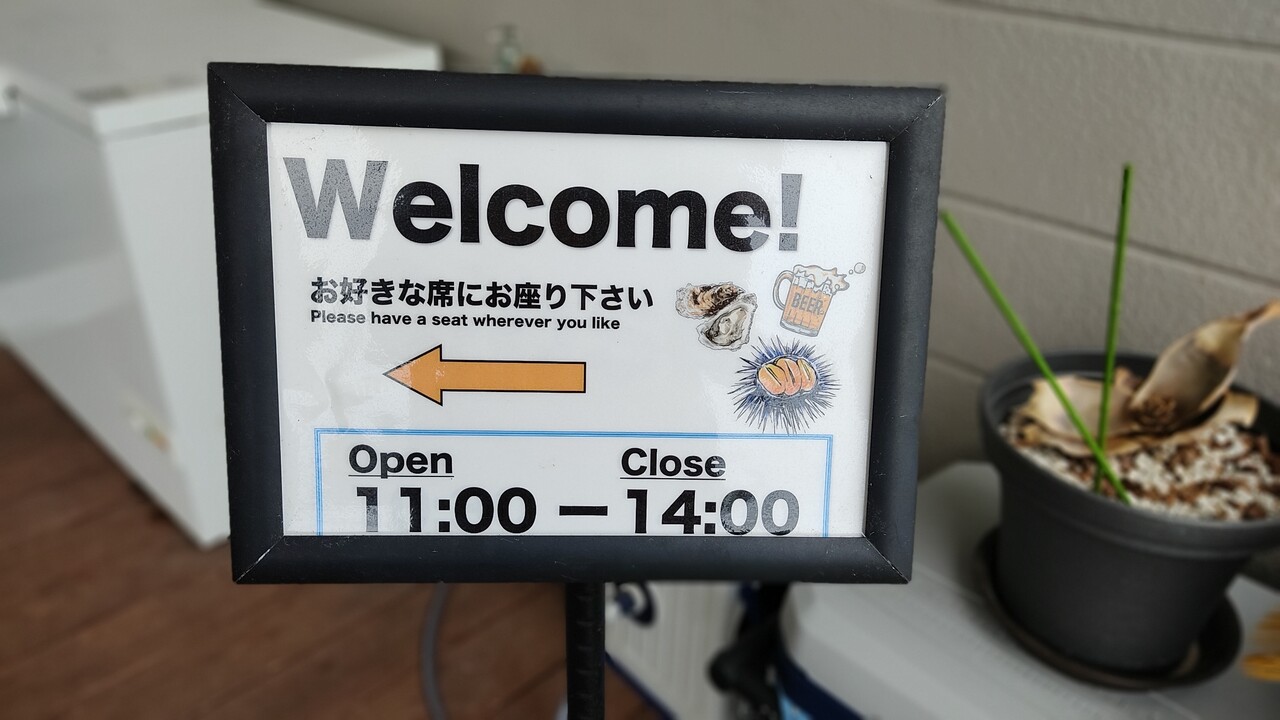 Welcome!
お好きな席にお座り下さい
Please have a seat wherever you like
BEER
Open Close
11:00 ー 14:00